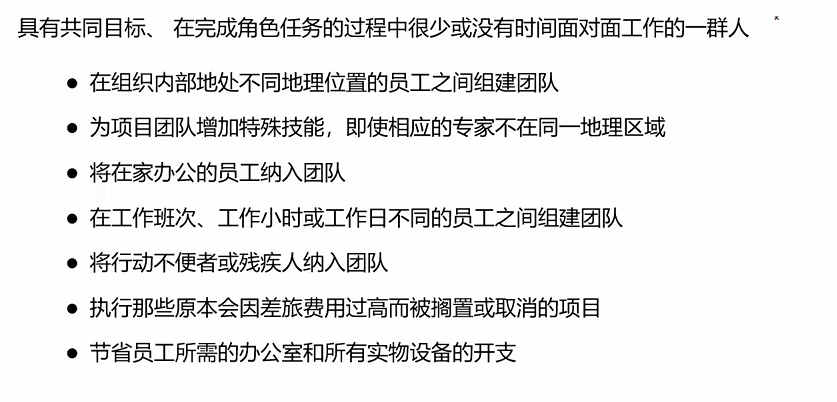 具有共同目标、 在完成角色任务的过程中很少或没有时间面对面工作的一群人
● 在组织内部地处不同地理位置的员工之间组建团队
● 为项目团队增加特殊技能，即使相应的专家不在同一地理区域
● 将在家办公的员工纳入团队
● 在工作班次、工作小时或工作日不同的员工之间组建团队
● 将行动不便者或残疾人纳入团队
● 执行那些原本会因差旅费用过高而被搁置或取消的项目
● 节省员工所需的办公室和所有实物设备的开支